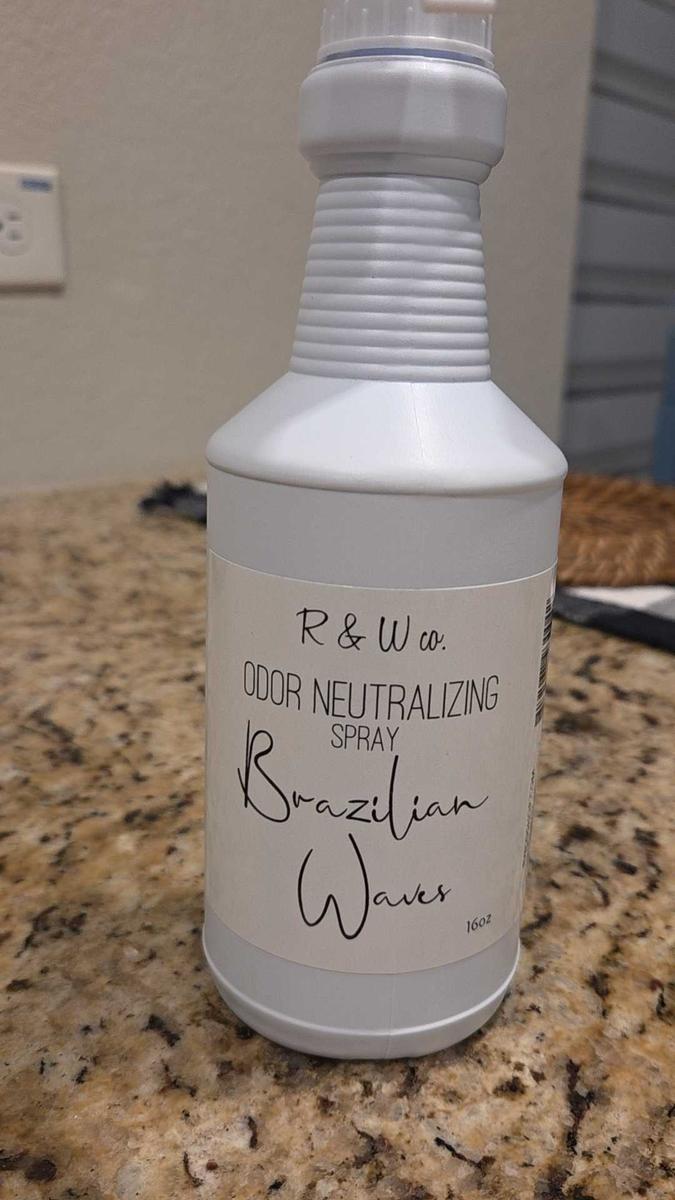 R & W co.
ODOR NEUTRALIZING
SPRAY
Brazilian
Waves
16oz